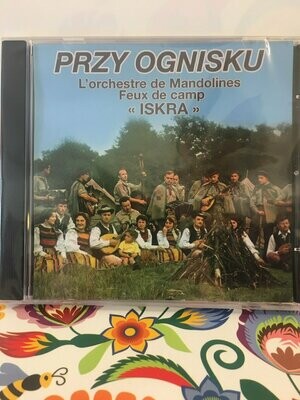 PRZY OGNISKU
L'orchestre de Mandolines
Feux de camp
« ISKRA »